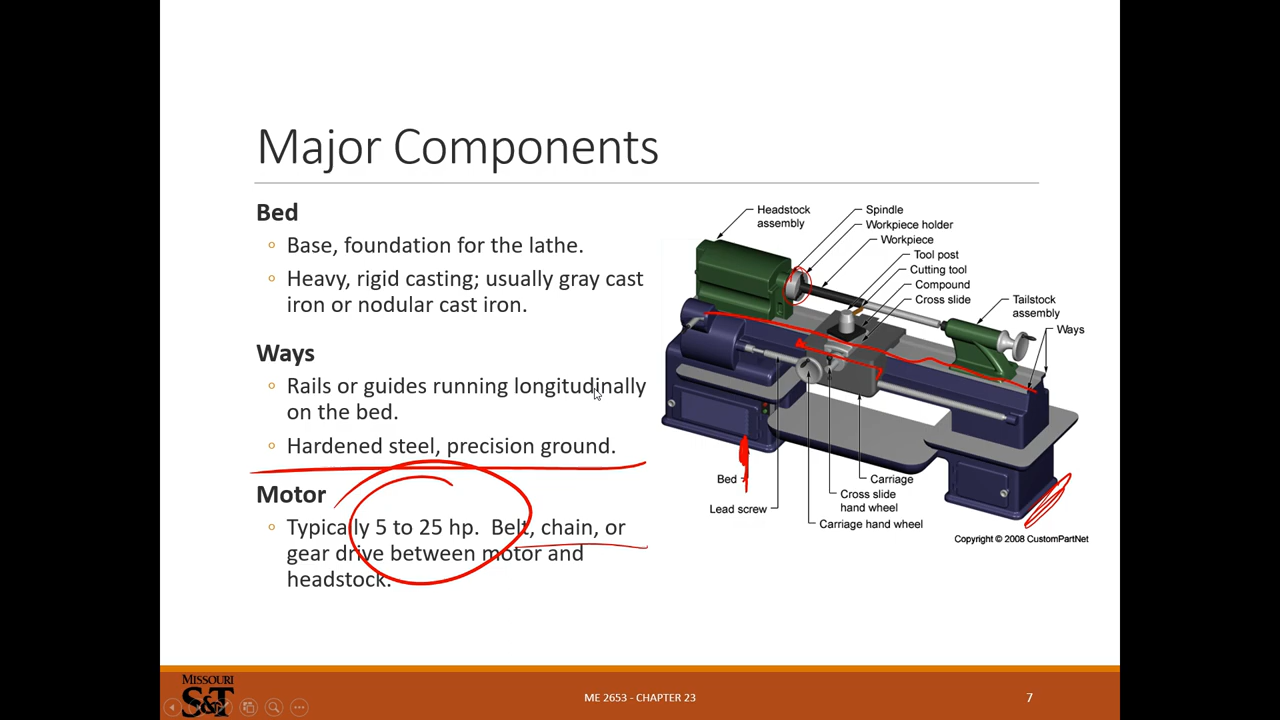 Major Components
Bed
Base, foundation for the lathe.
Heavy, rigid casting; usually gray cast
iron or nodular cast iron.
Ways
Rails or guides running longitudinally
on the bed.
Hardened steel, precision ground.
Motor
Typically 5 to 25 hp. Belt, chain, or
gear drive between motor and
headstock.
Headstock
assembly
Spindle
Workpiece holder
Workpiece
Tool post
Cutting tool
Compound
Cross slide
Tailstock
assembly
Ways
Bed
Lead screw
Carriage
Cross slide
hand wheel
Carriage hand wheel
Copyright © 2008 CustomPartNet
MISSOURI
S&T
ME 2653 - CHAPTER 23
7